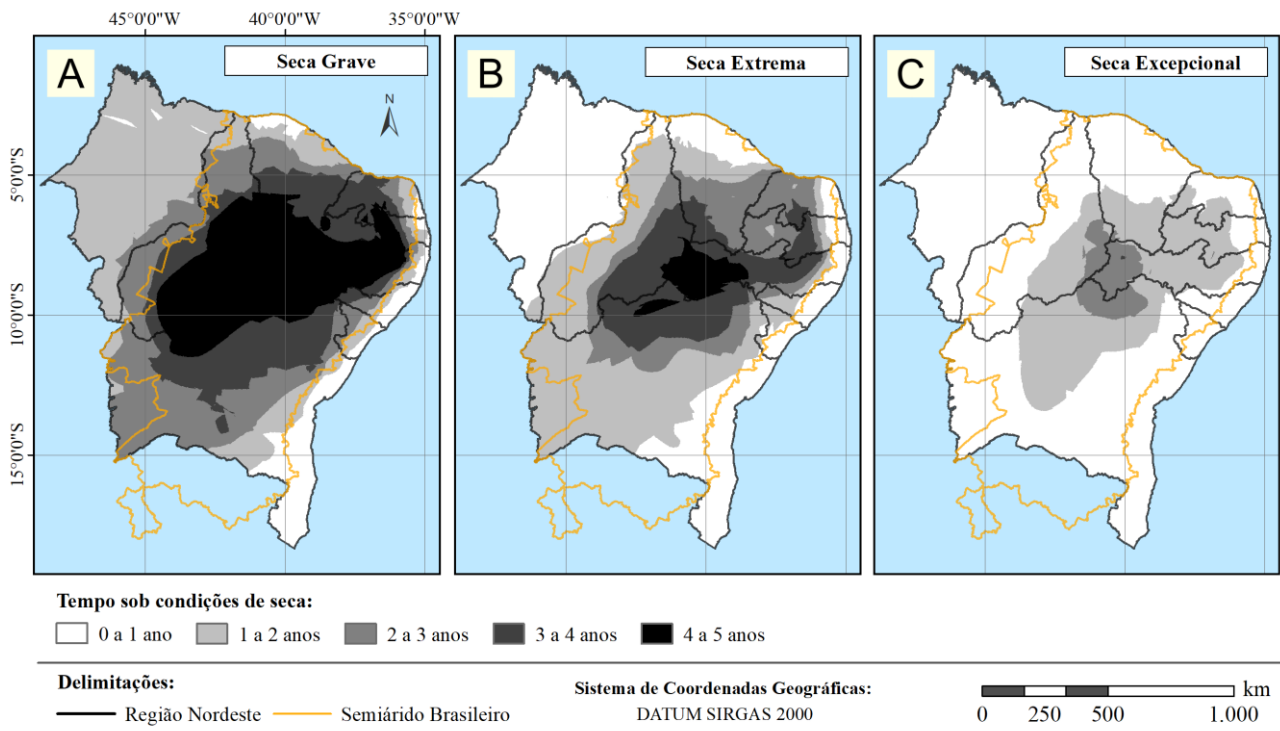 45°0'0"W 40°0'0"W 35°0'0"W
A Seca Grave
B Seca Extrema
C Seca Excepcional
N
5°0'0"S
10°0'0"S
15°0'0"S
Tempo sob condições de seca:
0 a 1 ano 1 a 2 anos 2 a 3 anos 3 a 4 anos 4 a 5 anos
Delimitações:
Região Nordeste Semiárido Brasileiro
Sistema de Coordenadas Geográficas:
DATUM SIRGAS 2000
km
0 250 500 1.000